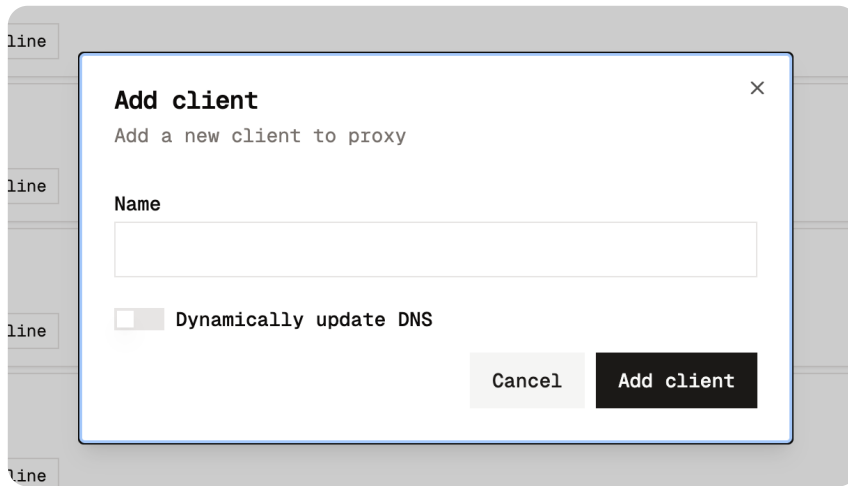 line
Add client
Add a new client to proxy
line
Name
line
Dynamically update DNS
Cancel
Add client
line